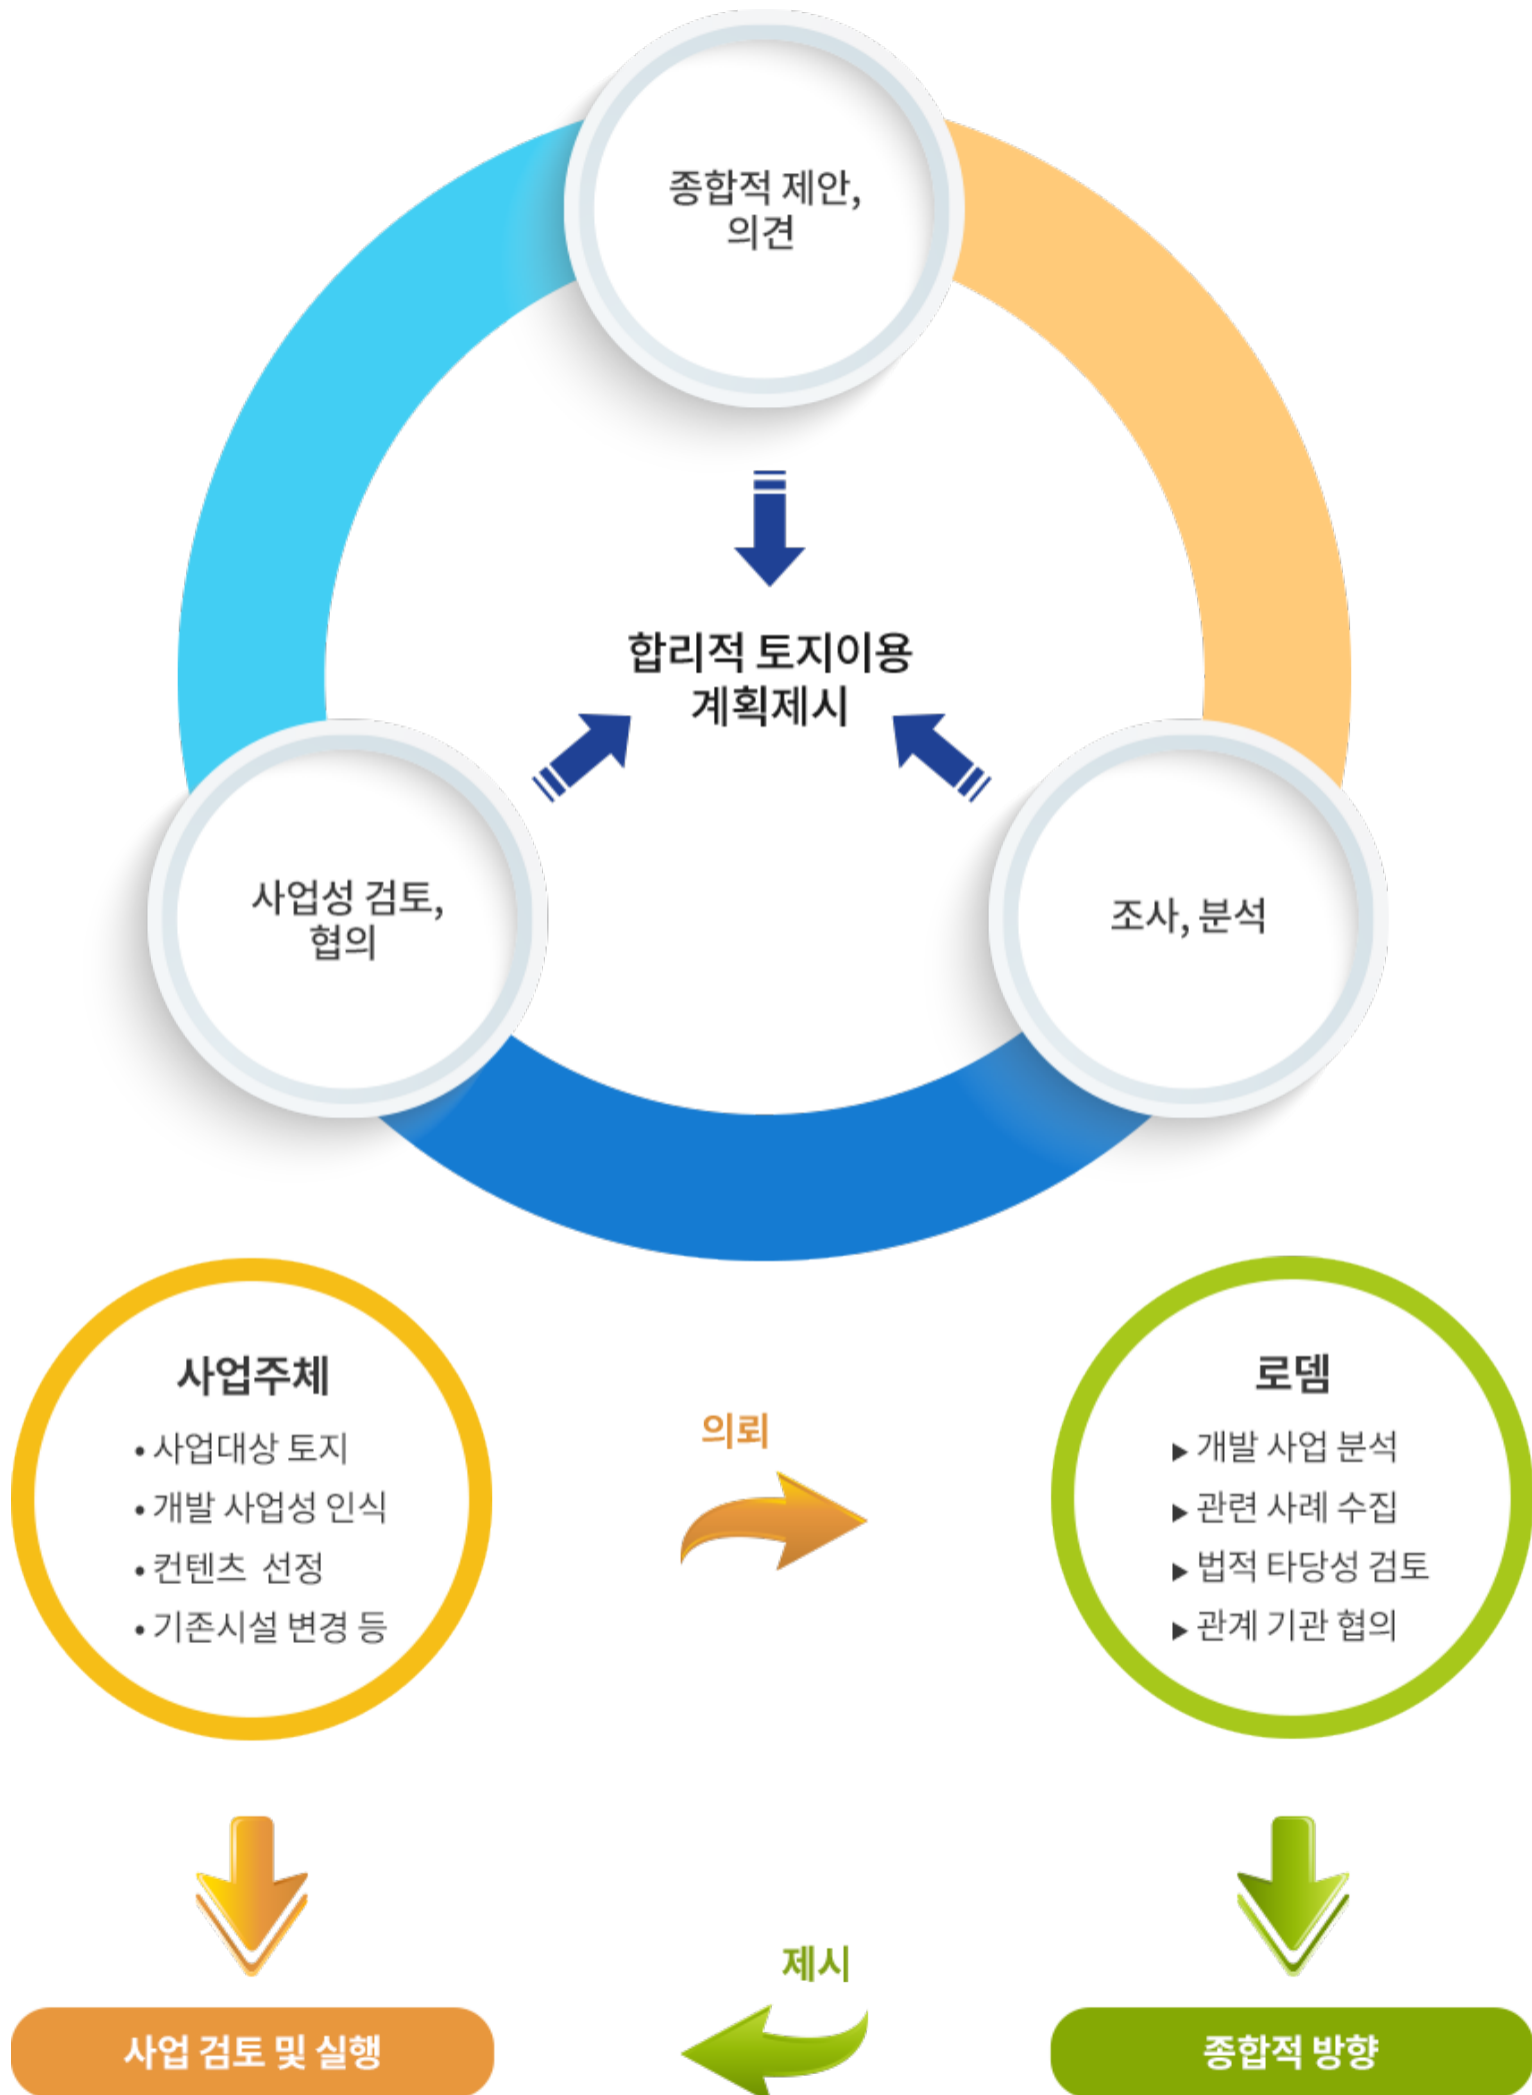 종합적 제안,
의견
합리적 토지이용
계획제시
사업성 검토,
협의
조사, 분석
사업주체
• 사업대상 토지
• 개발 사업성 인식
• 컨텐츠 선정
• 기존시설 변경 등
의뢰
로뎀
▶ 개발 사업 분석
▶ 관련 사례 수집
▶ 법적 타당성 검토
▶ 관계 기관 협의
제시
사업 검토 및 실행
종합적 방향